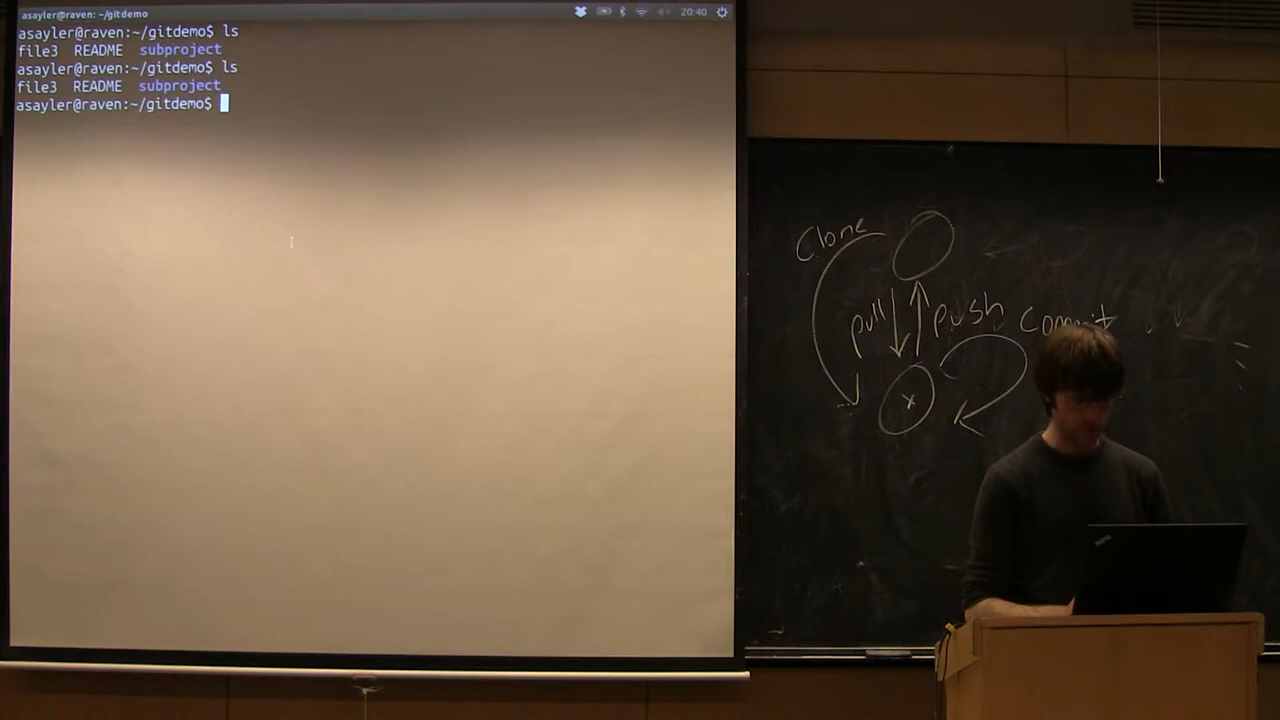 asayler@raven: ~/gitdemo
20:40
asayler@raven:~/gitdemo$ ls
file3 README subproject
asayler@raven:~/gitdemo$ ls
file3 README subproject
asayler@raven:~/gitdemo$
Clone
pull
push
commit
x
ThinkPad